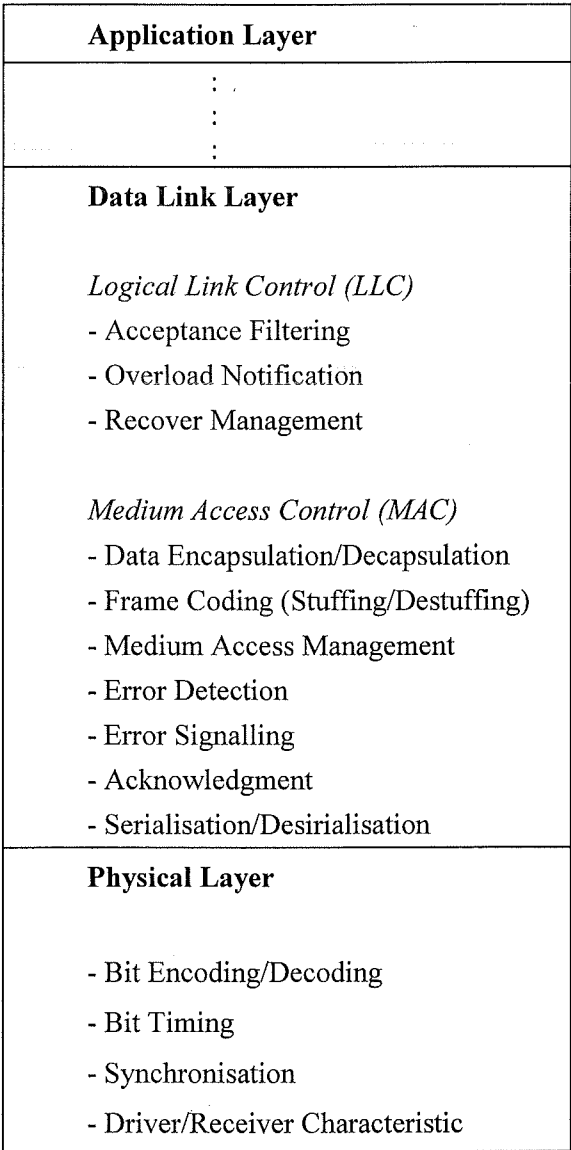 Application Layer
:
:
:
Data Link Layer
Logical Link Control (LLC)
- Acceptance Filtering
- Overload Notification
- Recover Management
Medium Access Control (MAC)
- Data Encapsulation/Decapsulation
- Frame Coding (Stuffing/Destuffing)
- Medium Access Management
- Error Detection
- Error Signalling
- Acknowledgment
- Serialisation/Desirialisation
Physical Layer
- Bit Encoding/Decoding
- Bit Timing
- Synchronisation
- Driver/Receiver Characteristic